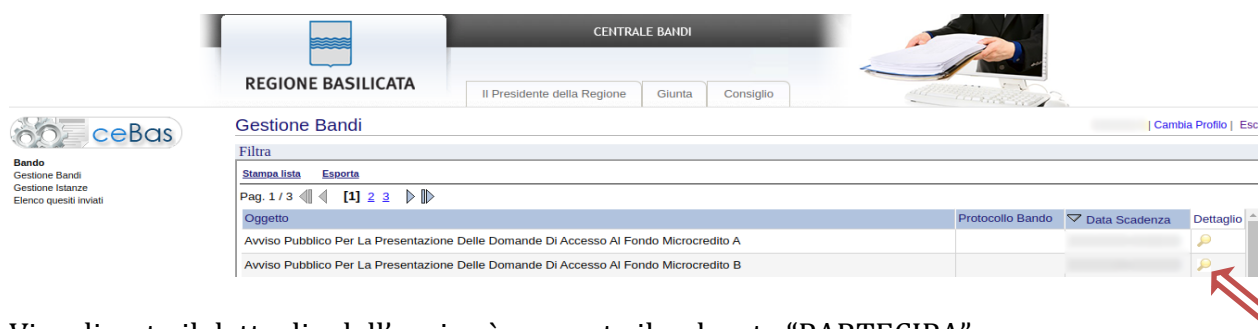 CENTRALE BANDI
REGIONE BASILICATA
Il Presidente della Regione Giunta Consiglio
ceBas
Gestione Bandi
| Cambia Profilo | Esc
Bando
Gestione Bandi
Gestione Istanze
Elenco quesiti inviati
Filtra
Stampa lista Esporta
Pag. 1 / 3 [1] 2 3
Oggetto Protocollo Bando Data Scadenza Dettaglio
Avviso Pubblico Per La Presentazione Delle Domande Di Accesso Al Fondo Microcredito A
Avviso Pubblico Per La Presentazione Delle Domande Di Accesso Al Fondo Microcredito B